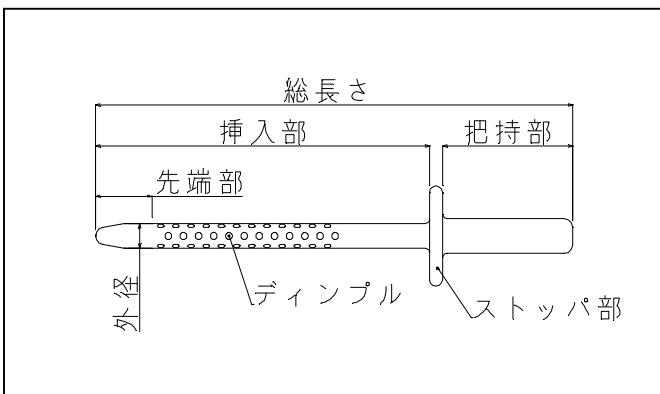 総長さ
挿入部
把持部
先端部
外径
ディンプル
ストッパ部